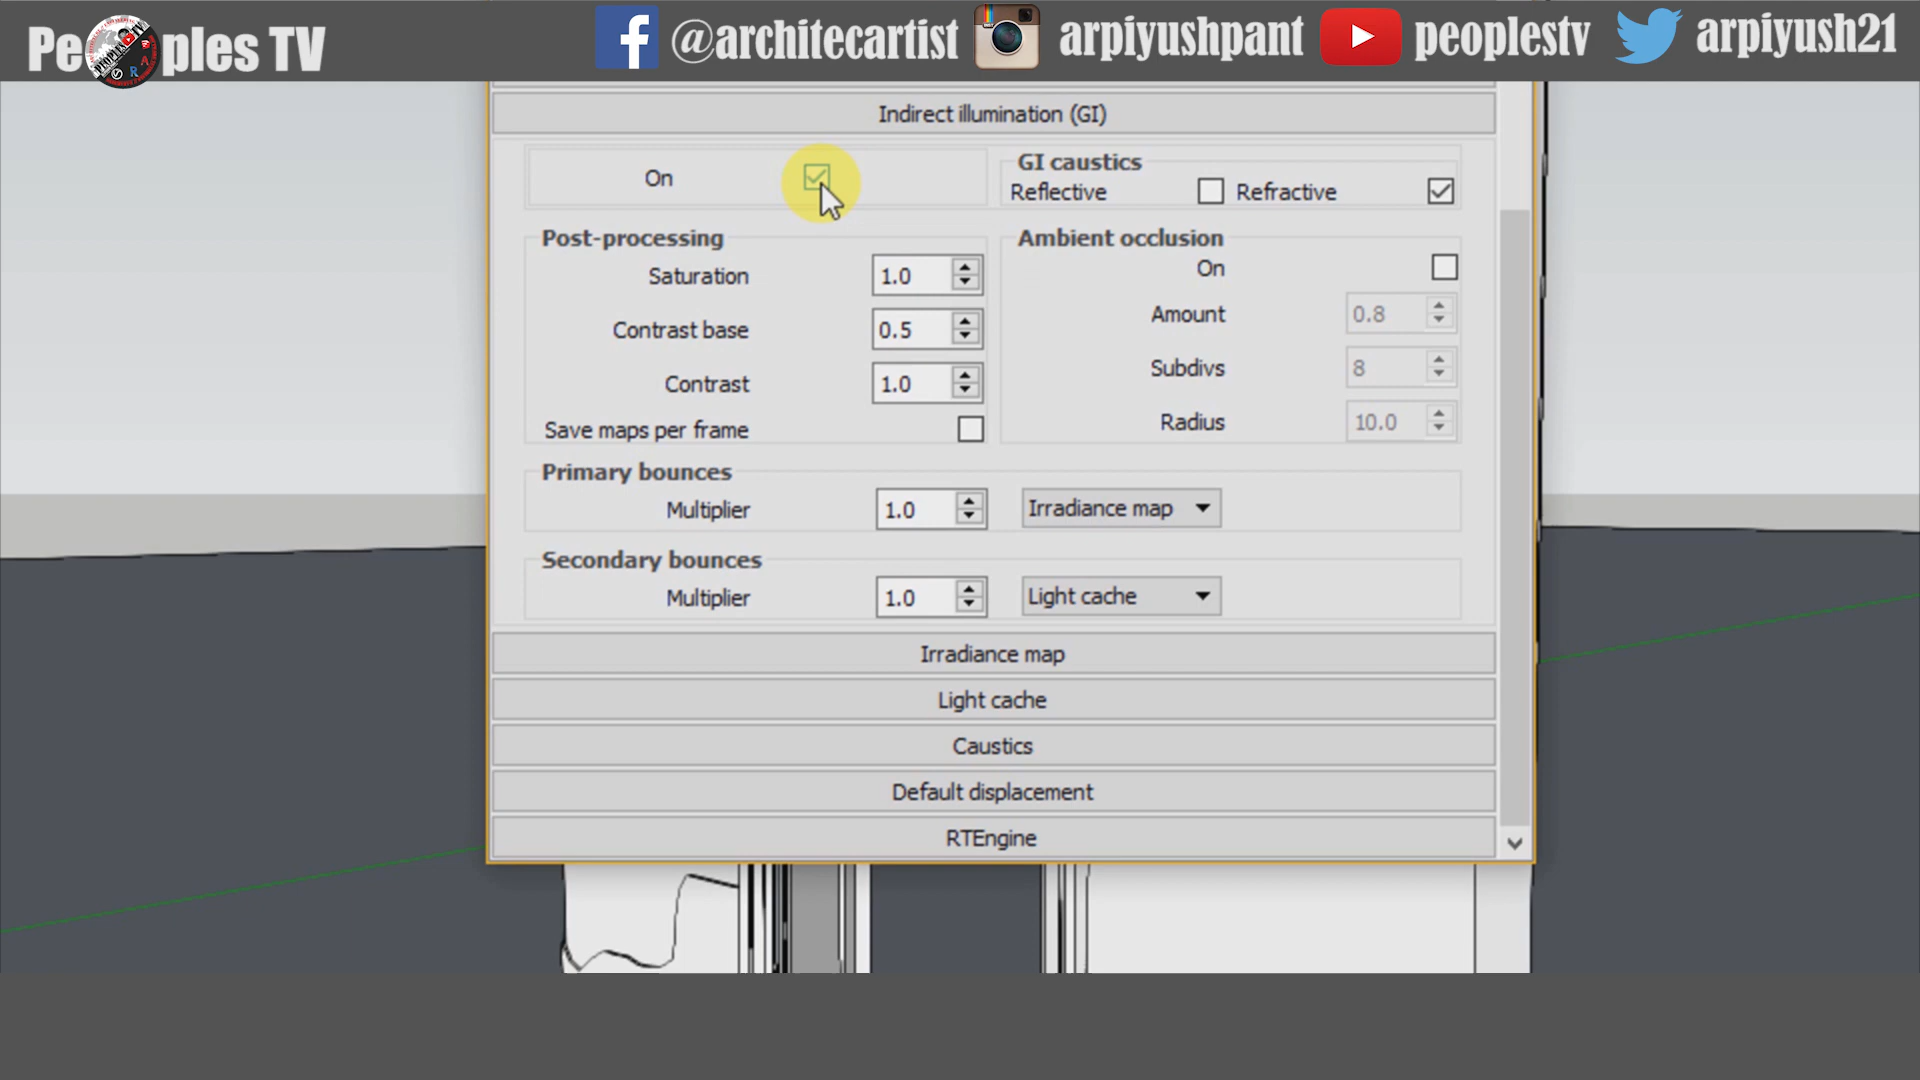 Peoples TV
@architecartist arpiyushpant peoplestv arpiyush21
Indirect illumination (GI)
On
GI caustics
Reflective Refractive
Post-processing
Saturation 1.0
Contrast base 0.5
Contrast 1.0
Save maps per frame
Ambient occlusion
On
Amount 0.8
Subdivs 8
Radius 10.0
Primary bounces
Multiplier 1.0 Irradiance map
Secondary bounces
Multiplier 1.0 Light cache
Irradiance map
Light cache
Caustics
Default displacement
RTEngine